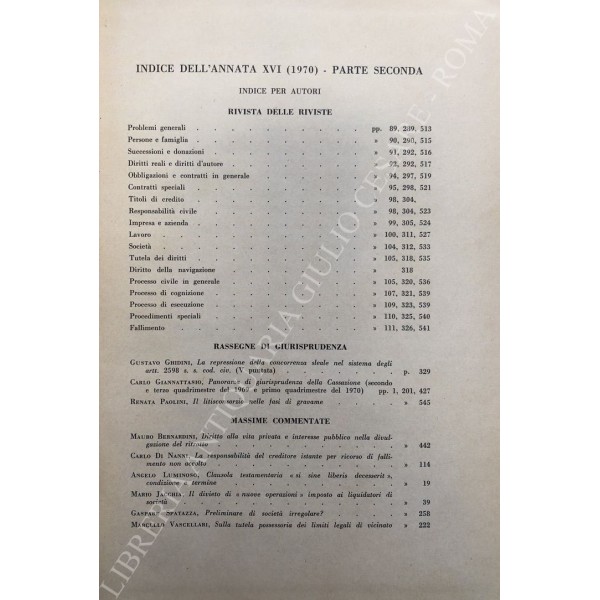 INDICE DELL'ANNATA XVI (1970) - PARTE SECONDA
INDICE PER AUTORI
RIVISTA DELLE RIVISTE
Problemi generali . . . . . . . . . . . pp. 89, 289, 513
Persone e famiglia . . . . . . . . . . . » 90, 290, 515
Successioni e donazioni . . . . . . . . . . » 91, 292, 516
Diritti reali e diritti d'autore . . . . . . . . . » 92, 292, 517
Obbligazioni e contratti in generale . . . . . . . . » 94, 297, 519
Contratti speciali . . . . . . . . . . . » 95, 298, 521
Titoli di credito . . . . . . . . . . . » 98, 304,
Responsabilità civile . . . . . . . . . . » 98, 304, 523
Impresa e azienda . . . . . . . . . . . » 99, 305, 524
Lavoro . . . . . . . . . . . . . » 100, 311, 527
Società . . . . . . . . . . . . . » 104, 312, 533
Tutela dei diritti . . . . . . . . . . . » 105, 318, 535
Diritto della navigazione . . . . . . . . . » 318
Processo civile in generale . . . . . . . . . » 105, 320, 536
Processo di cognizione . . . . . . . . . . » 107, 321, 539
Processo di esecuzione . . . . . . . . . . » 109, 323, 539
Procedimenti speciali . . . . . . . . . . » 110, 325, 540
Fallimento . . . . . . . . . . . . » 111, 326, 541
RASSEGNE DI GIURISPRUDENZA
GUSTAVO GHIDINI, La repressione della concorrenza sleale nel sistema degli
artt. 2598 s. s. cod. civ. (V puntata) . . . . . . . p. 329
CARLO GIANNATTASIO, Panorama di giurisprudenza della Cassazione (secondo
e terzo quadrimestre del 1969 e primo quadrimestre del 1970) pp. 1, 201, 427
RENATA PAOLINI, Il litisconsorzio nelle fasi di gravame . . . . » 545
MASSIME COMMENTATE
MAURO BERNARDINI, Diritto alla vita privata e interesse pubblico nella divul-
gazione del ritratto . . . . . . . . . . . » 442
CARLO DI NANNI, La responsabilità del creditore istante per ricorso di falli-
mento non accolto . . . . . . . . . . . » 114
ANGELO LUMINOSO, Clausola testamentaria « si sine liberis decesserit »,
condizione e termine . . . . . . . . . . » 19
MARIO JACCHIA, Il divieto di « nuove operazioni » imposto ai liquidatori di
società . . . . . . . . . . . . . » 39
GASPARE SPATAZZA, Preliminare di società irregolare? . . . . » 258
MARCELLO VANCELLARI, Sulla tutela possessoria dei limiti legali di vicinato » 222
LIBRERIA ANTIQUARIA GIULIO CESARE - ROMA